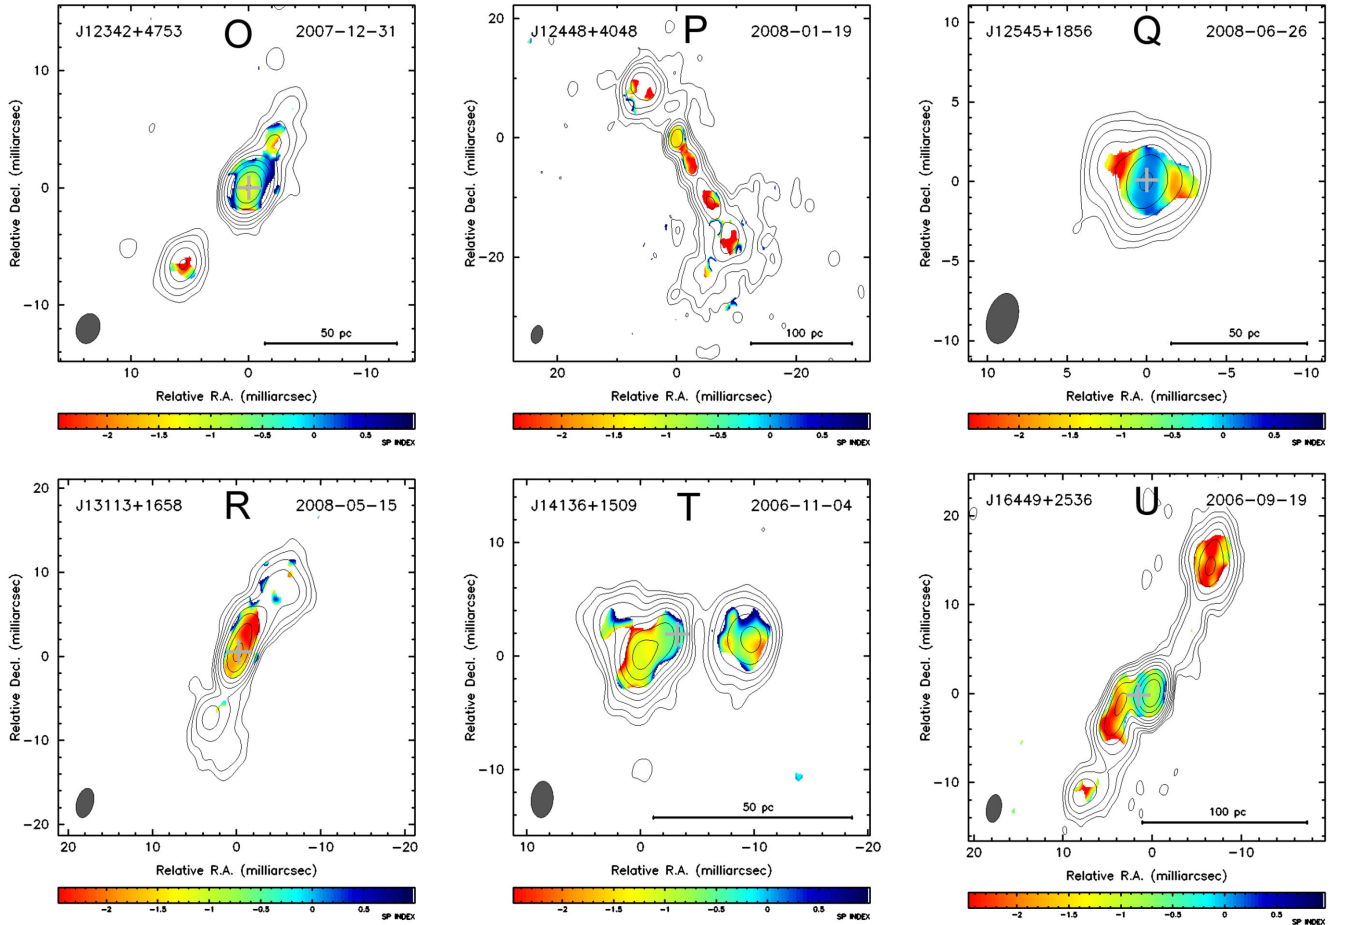 J12342+4753 O 2007-12-31
10
0
-10
Relative Decl. (milliarcsec)
50 pc
10 0 -10
Relative R.A. (milliarcsec)
-2 -1.5 -1 -0.5 0 0.5
SP INDEX
J12448+4048 P 2008-01-19
20
0
-20
Relative Decl. (milliarcsec)
100 pc
20 0 -20
Relative R.A. (milliarcsec)
-2 -1.5 -1 -0.5 0 0.5
SP INDEX
J12545+1856 Q 2008-06-26
10
5
0
-5
-10
Relative Decl. (milliarcsec)
50 pc
10 5 0 -5 -10
Relative R.A. (milliarcsec)
-2 -1.5 -1 -0.5 0 0.5
SP INDEX
J13113+1658 R 2008-05-15
20
10
0
-10
-20
Relative Decl. (milliarcsec)
20 10 0 -10 -20
Relative R.A. (milliarcsec)
-2 -1.5 -1 -0.5 0 0.5
SP INDEX
J14136+1509 T 2006-11-04
10
0
-10
Relative Decl. (milliarcsec)
50 pc
10 0 -10 -20
Relative R.A. (milliarcsec)
-2 -1.5 -1 -0.5 0 0.5
SP INDEX
J16449+2536 U 2006-09-19
20
10
0
-10
Relative Decl. (milliarcsec)
100 pc
20 10 0 -10
Relative R.A. (milliarcsec)
-2 -1.5 -1 -0.5 0 0.5
SP INDEX